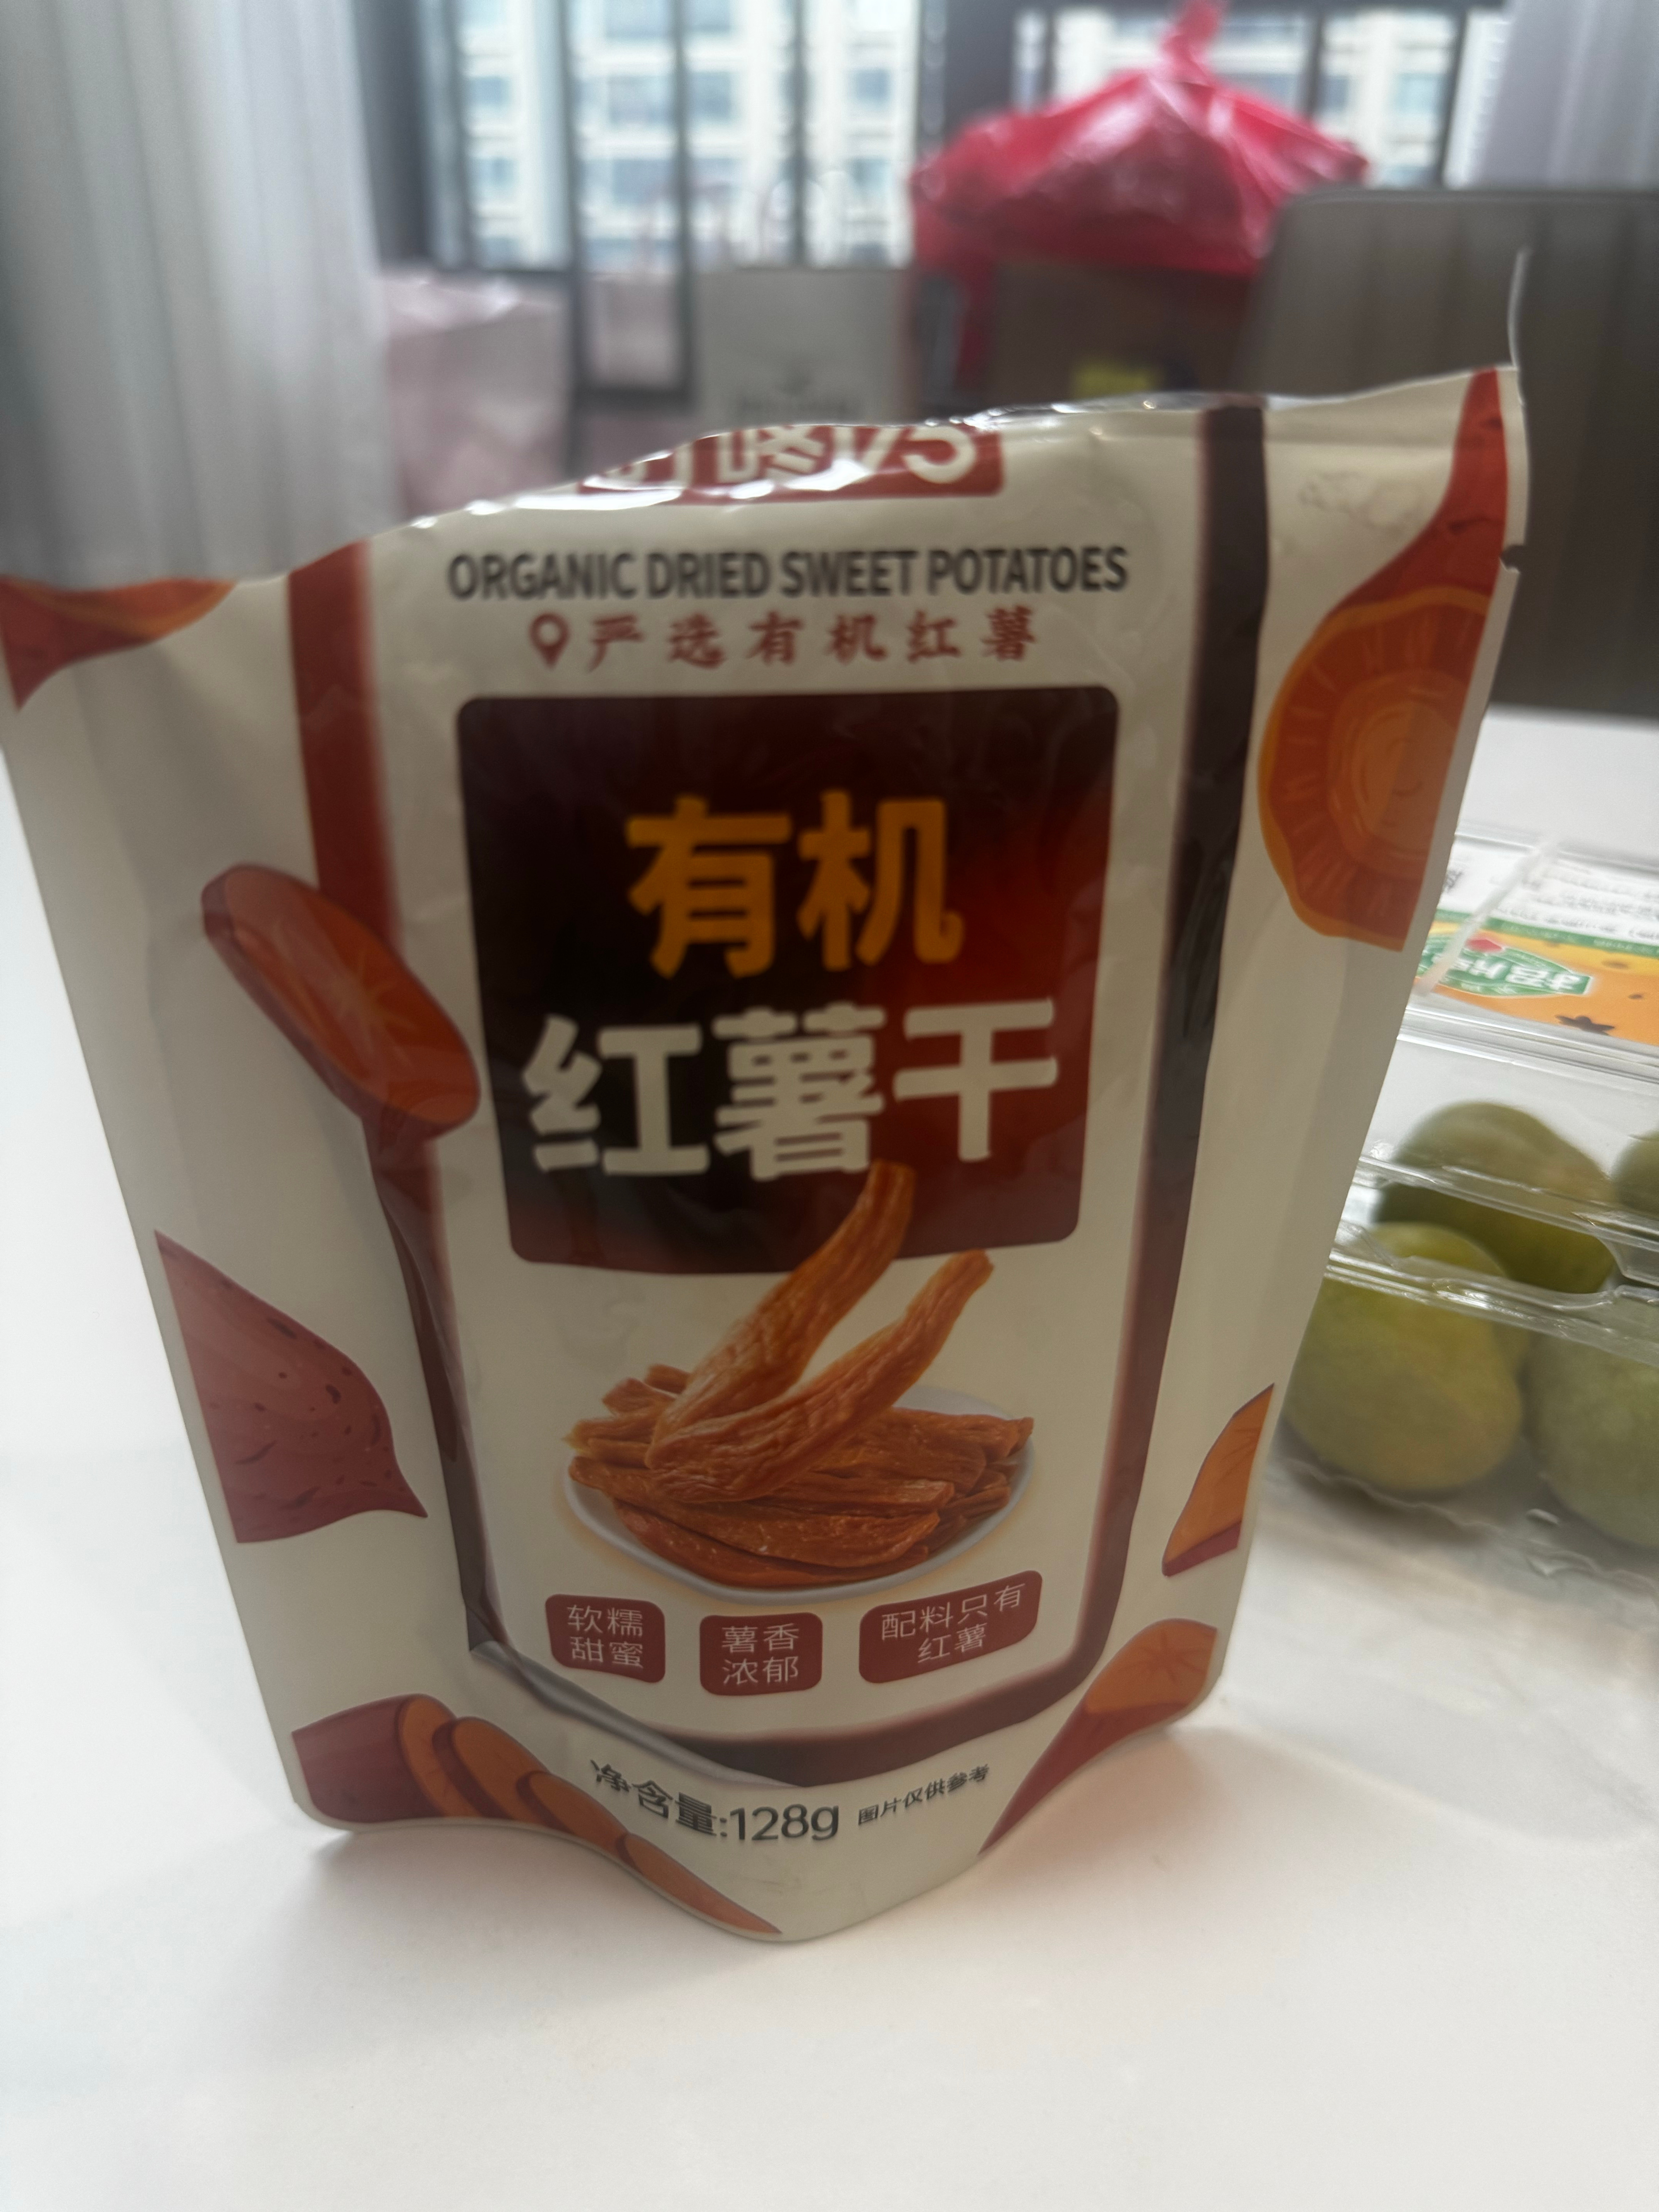 ORGANIC DRIED SWEET POTATOES
严选有机红薯
有机
红薯干
软糯
甜蜜
薯香
浓郁
配料只有
红薯
净含量:128g 图片仅供参考